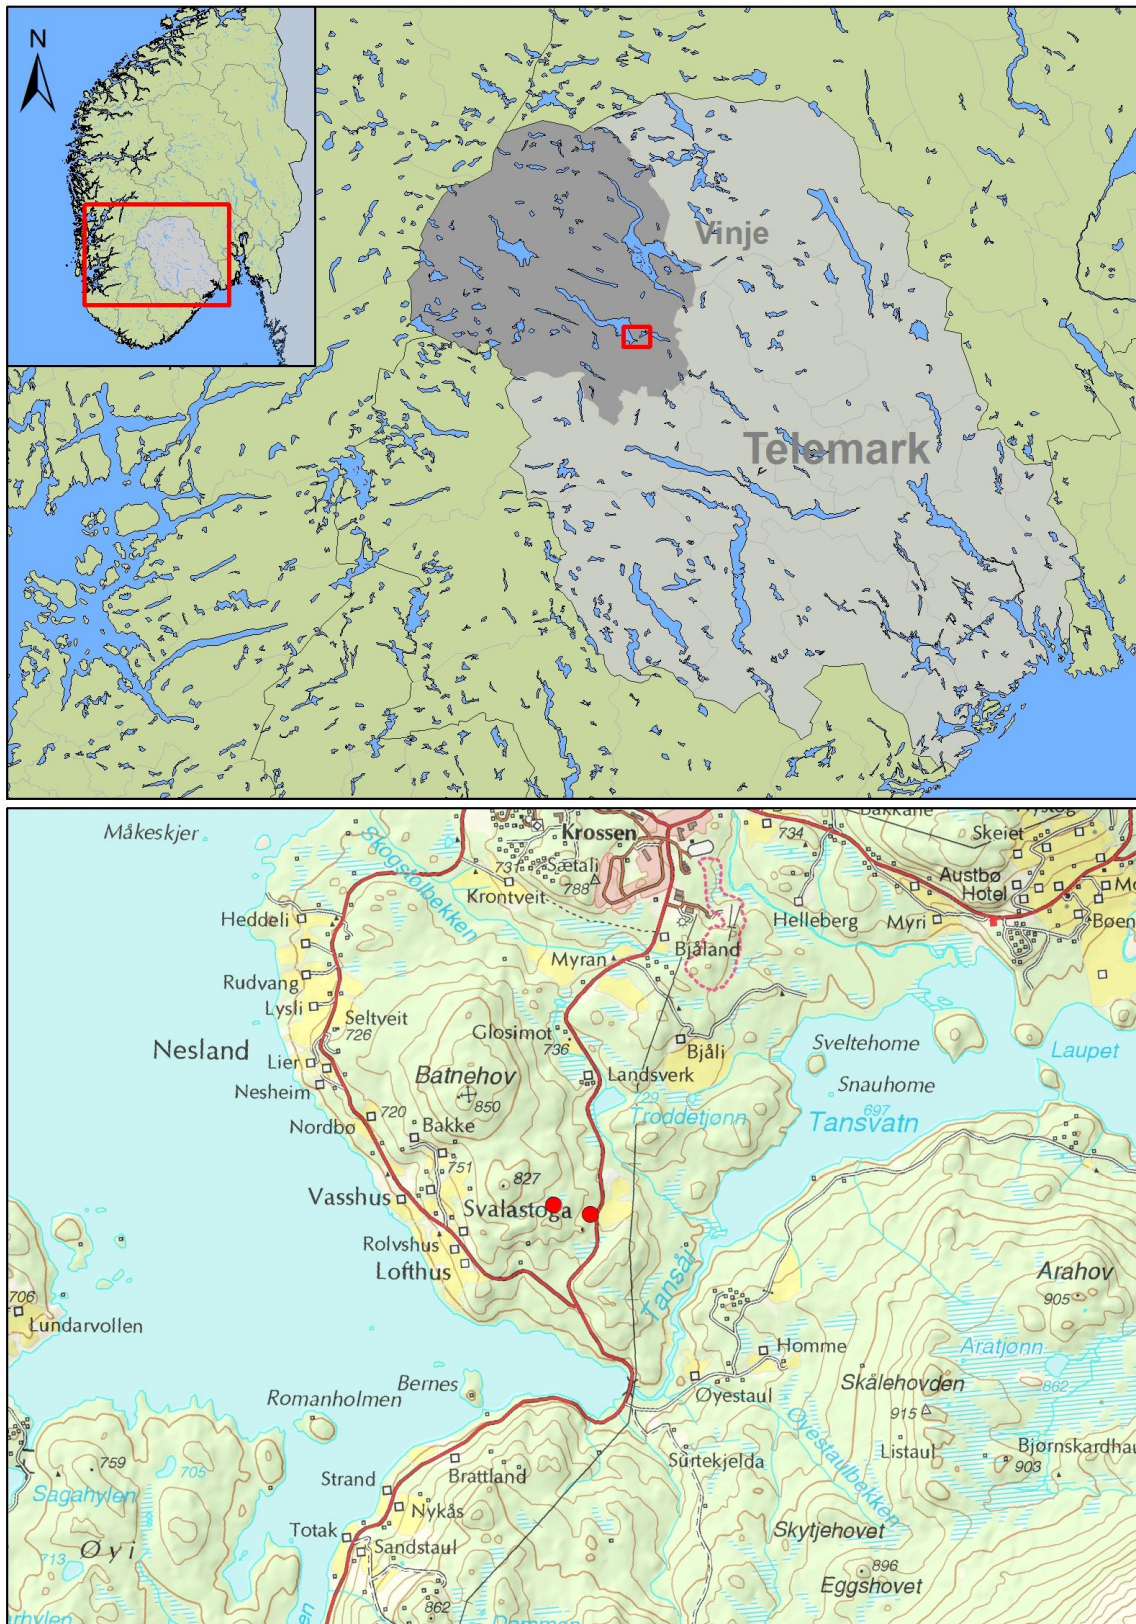 N
Vinje
Telemark
Måkeskjer
Skogstølbekken
Krossen
731
Sætali
788
Krontveit
734
Bakkane
Skeiet
Austbø
Hotel
Helleberg
Myri
Bøen
Heddeli
Myran
Bjåland
Rudvang
Lysli
Seltveit
726
Glosimot
736
Nesland
Lier
Bjåli
Sveltehome
Laupet
Nesheim
Batnehov
850
Landsverk
Snauhome
729
Troddetjønn
697
Tansvatn
Nordbø
720
Bakke
751
827
Vasshus
Svalastoga
Rolvshus
Lofthus
Tansåi
Arahov
905
706
Lundarvollen
Homme
Aratjønn
862
Bernes
Romanholmen
Øyestaul
Skålehovden
915
Øyestaulbekken
Listaul
Bjørnskardhau
903
759
705
Sagahylen
Strand
Brattland
Surtekjelda
Nykås
Totak
Sandstaul
Øyi
713
Skytjehovet
896
Eggshovet
862